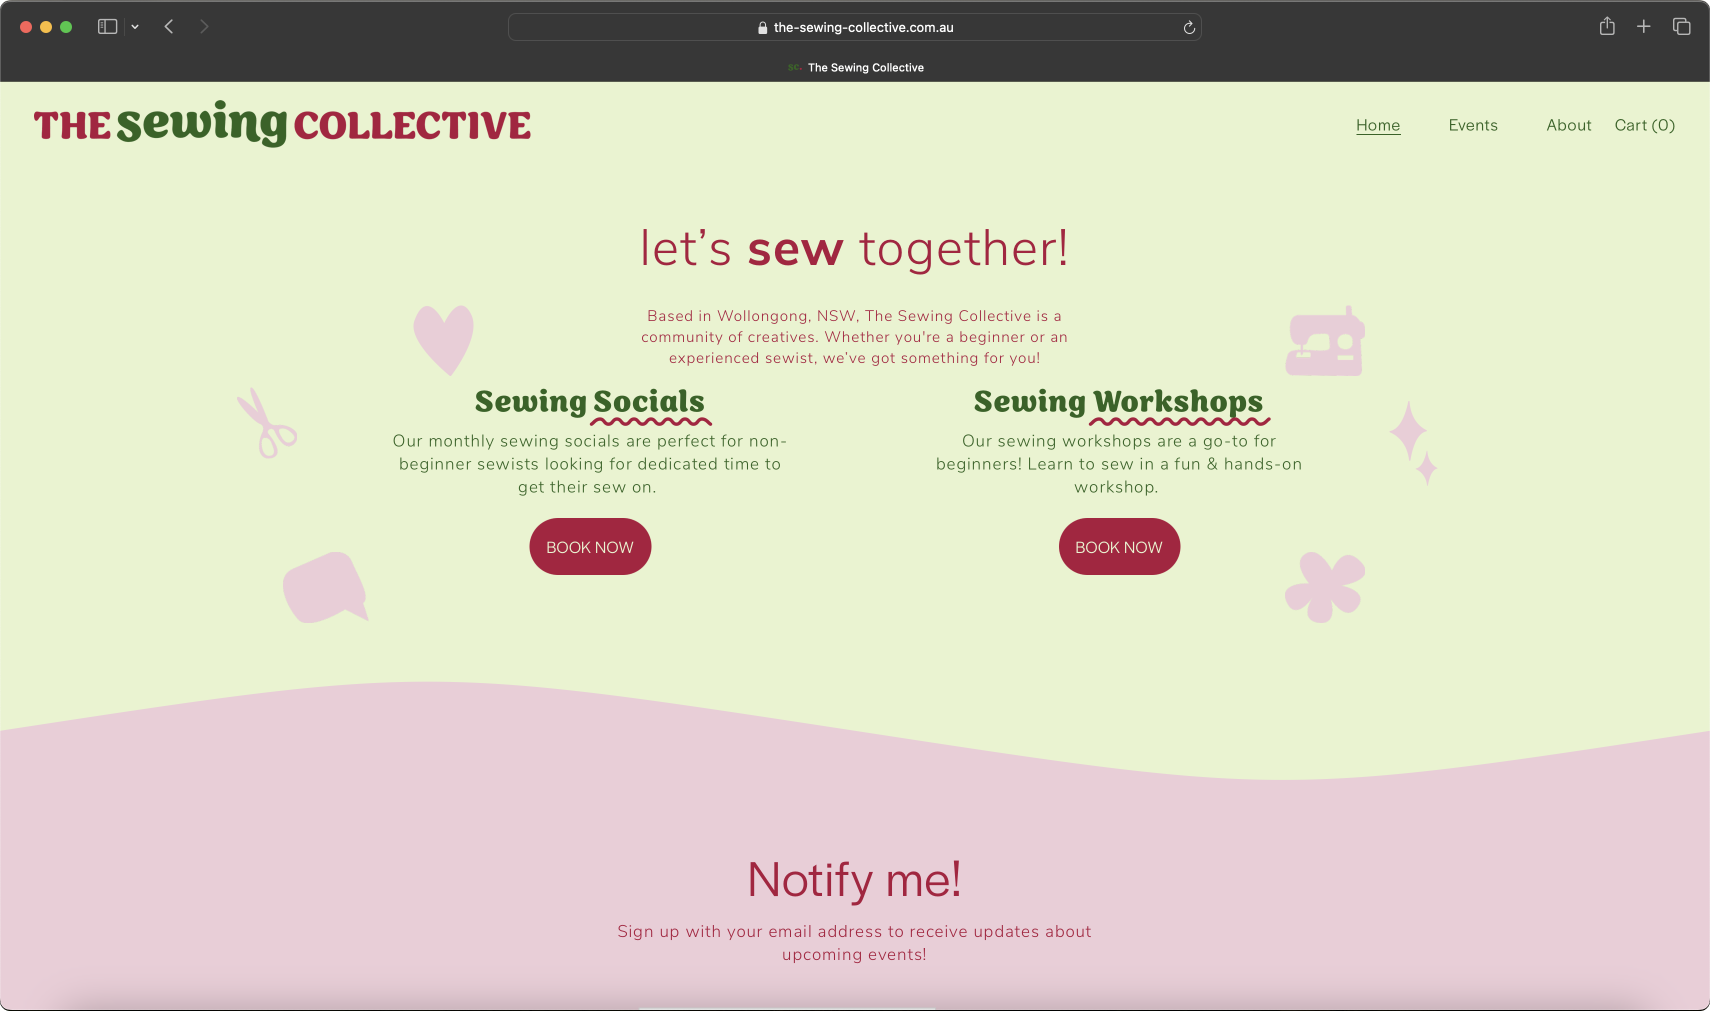 the-sewing-collective.com.au
sc. The Sewing Collective
THE sewing COLLECTIVE
Home Events About Cart (0)
let’s sew together!
Based in Wollongong, NSW, The Sewing Collective is a
community of creatives. Whether you're a beginner or an
experienced sewist, we’ve got something for you!
Sewing Socials
Our monthly sewing socials are perfect for non-
beginner sewists looking for dedicated time to
get their sew on.
BOOK NOW
Sewing Workshops
Our sewing workshops are a go-to for
beginners! Learn to sew in a fun & hands-on
workshop.
BOOK NOW
Notify me!
Sign up with your email address to receive updates about
upcoming events!